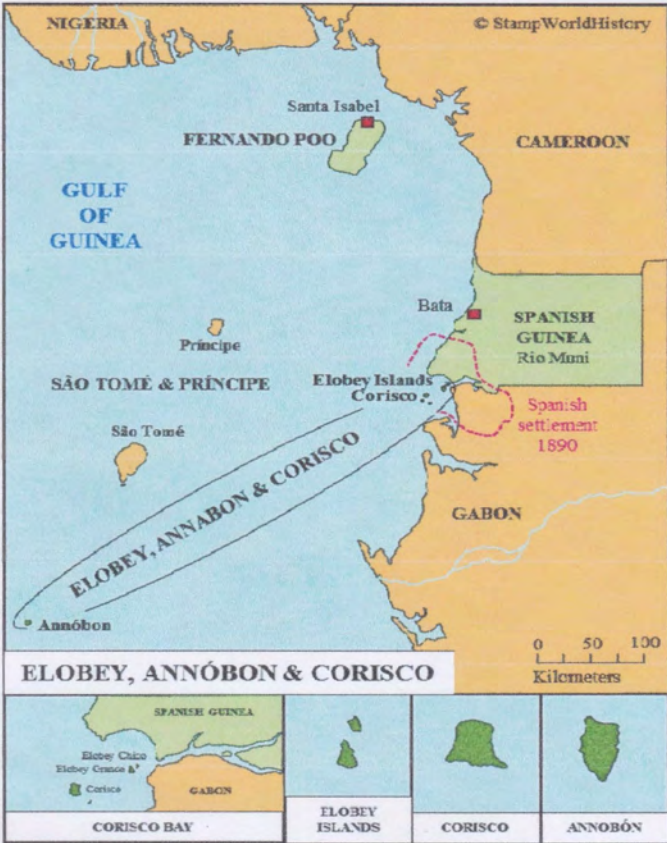 NIGERIA
© StampWorldHistory
Santa Isabel
FERNANDO POO
CAMEROON
GULF
OF
GUINEA
Bata
SPANISH
GUINEA
Rio Muni
Príncipe
SÃO TOMÉ & PRÍNCIPE
Elobey Islands
Corisco
Spanish
settlement
1890
São Tomé
ELOBEY, ANNABON & CORISCO
GABON
Annóbon
0 50 100
Kilometers
ELOBEY, ANNÓBON & CORISCO
SPANISH GUINEA
Elobey Chico
Elobey Grance
Corisco
GABON
CORISCO BAY
ELOBEY
ISLANDS
CORISCO
ANNOBÓN